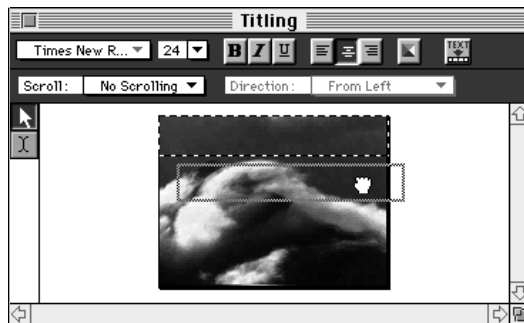 Titling
Times New R... 24 B I U TEXT
Scroll: No Scrolling Direction: From Left